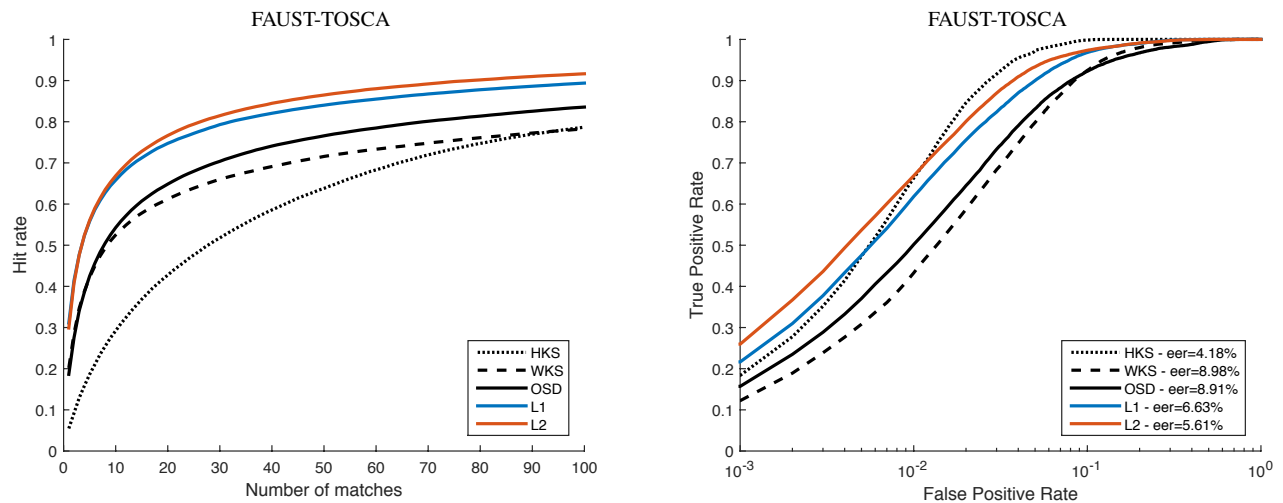 FAUST-TOSCA
1
0.9
0.8
0.7
0.6
0.5
0.4
0.3
0.2
0.1
0
Hit rate
0 10 20 30 40 50 60 70 80 90 100
Number of matches
HKS
WKS
OSD
L1
L2
FAUST-TOSCA
1
0.9
0.8
0.7
0.6
0.5
0.4
0.3
0.2
0.1
0
True Positive Rate
10⁻³ 10⁻² 10⁻¹ 10⁰
False Positive Rate
HKS - eer=4.18%
WKS - eer=8.98%
OSD - eer=8.91%
L1 - eer=6.63%
L2 - eer=5.61%